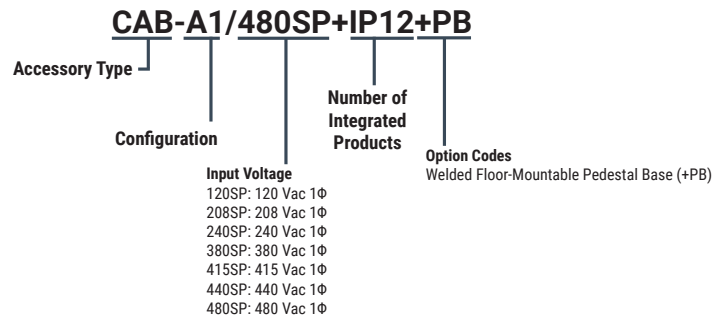 CAB-A1/480SP+IP12+PB
Accessory Type
Configuration
Number of
Integrated
Products
Input Voltage
120SP: 120 Vac 1Φ
208SP: 208 Vac 1Φ
240SP: 240 Vac 1Φ
380SP: 380 Vac 1Φ
415SP: 415 Vac 1Φ
440SP: 440 Vac 1Φ
480SP: 480 Vac 1Φ
Option Codes
Welded Floor-Mountable Pedestal Base (+PB)